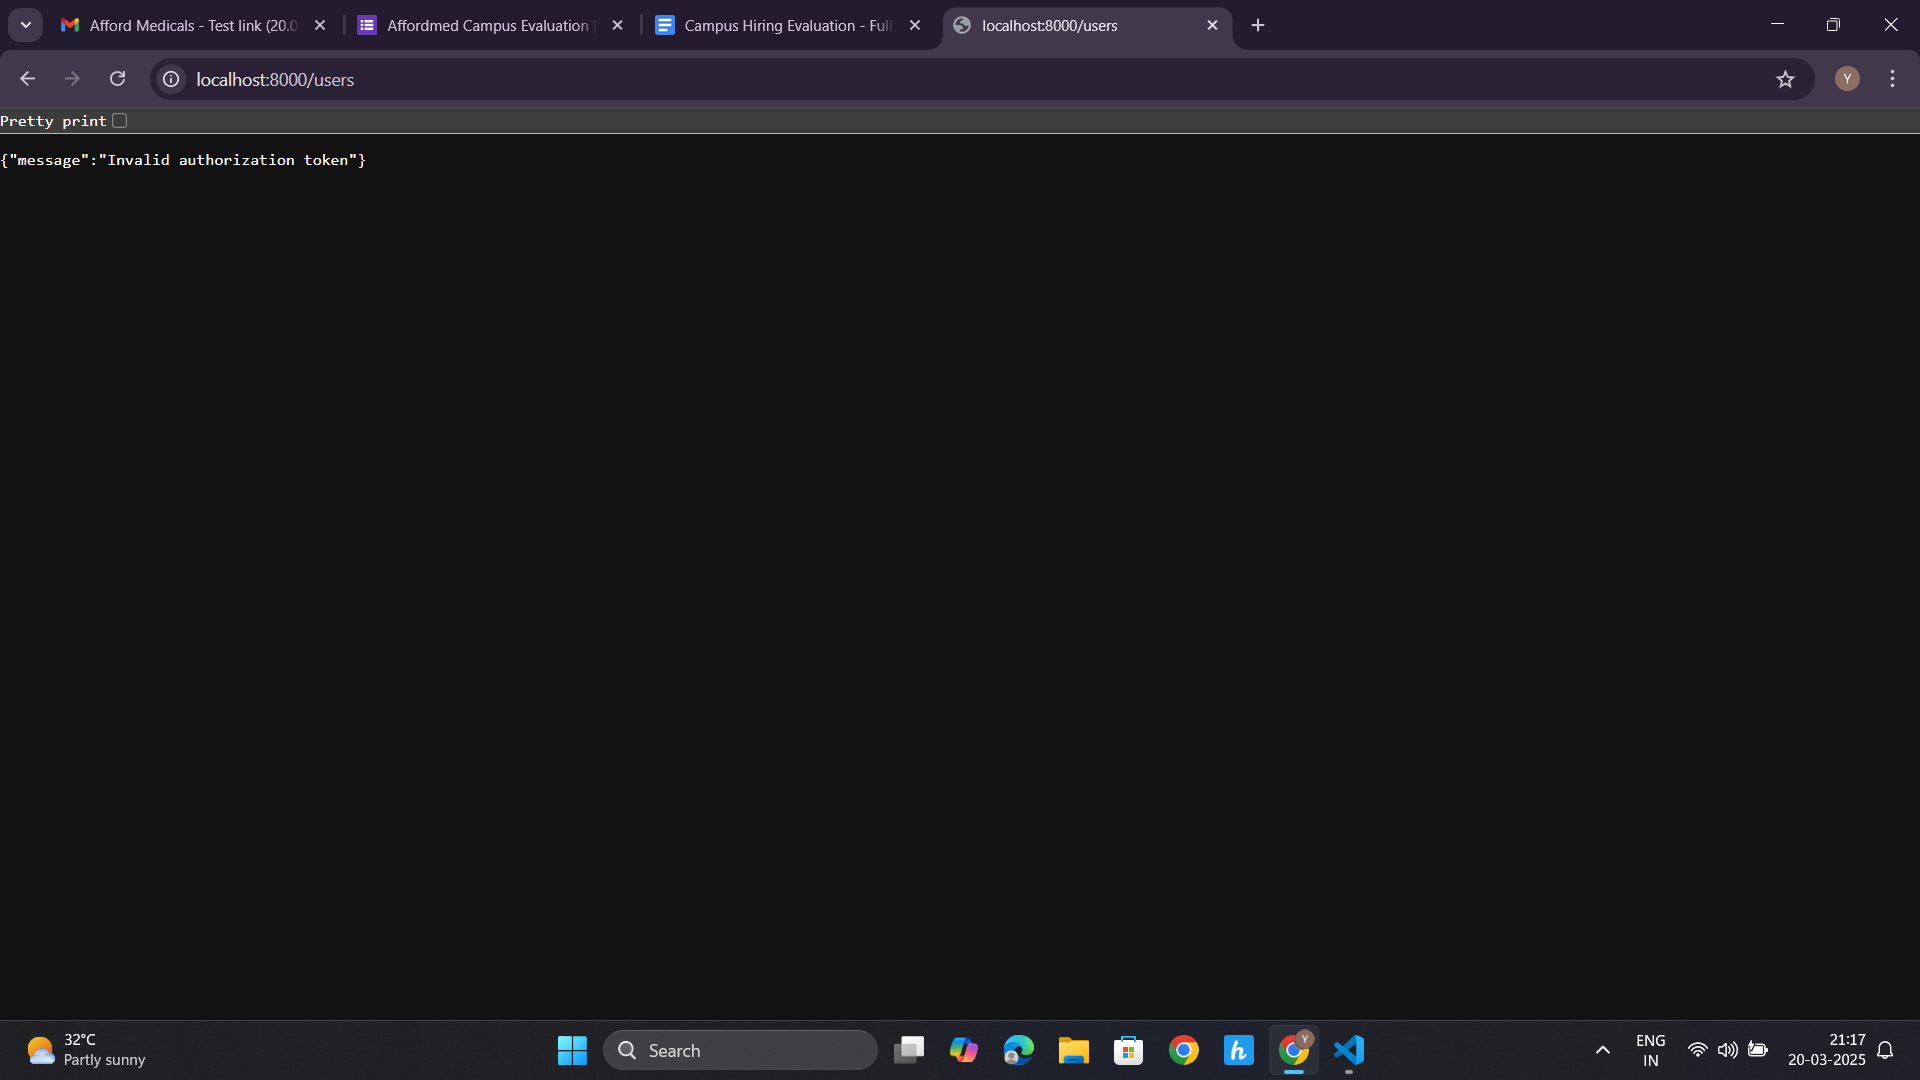 Afford Medicals - Test link (20.0
Affordmed Campus Evaluation
Campus Hiring Evaluation - Full
localhost:8000/users
localhost:8000/users
Y
Pretty print
{"message":"Invalid authorization token"}
32°C
Partly sunny
Search
h
Y
ENG
IN
21:17
20-03-2025